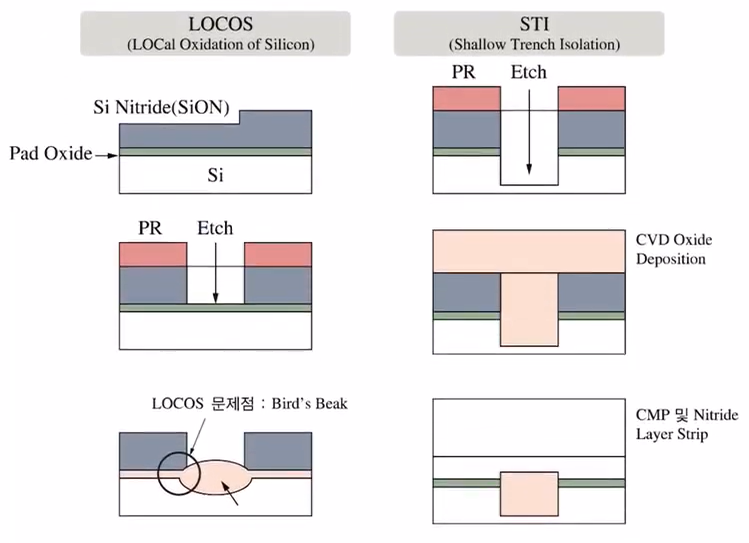 LOCOS
(LOCal Oxidation of Silicon)
Si Nitride(SiON)
Pad Oxide
Si
PR
Etch
LOCOS 문제점 : Bird's Beak
STI
(Shallow Trench Isolation)
PR
Etch
CVD Oxide
Deposition
CMP 및 Nitride
Layer Strip